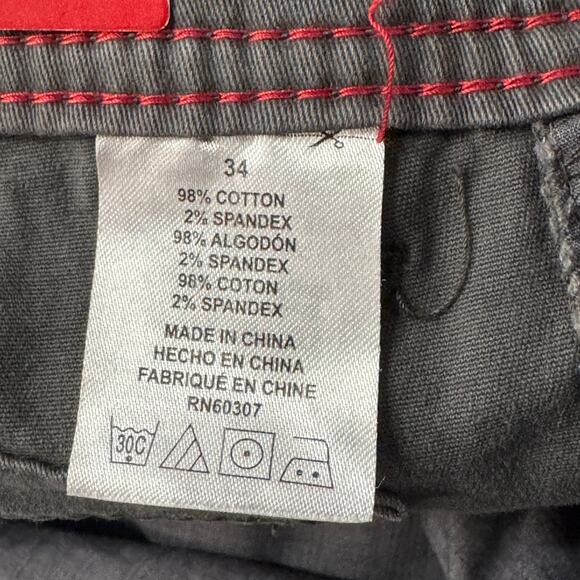 34
98% COTTON
2% SPANDEX
98% ALGODÓN
2% SPANDEX
98% COTON
2% SPANDEX
MADE IN CHINA
HECHO EN CHINA
FABRIQUÉ EN CHINE
RN60307
30C